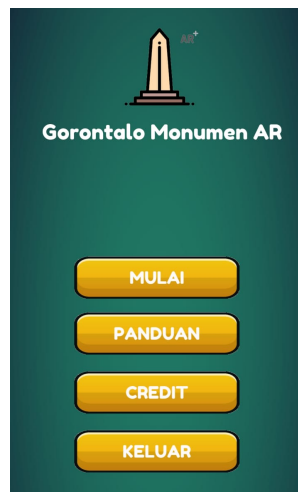 AR+
Gorontalo Monumen AR
MULAI
PANDUAN
CREDIT
KELUAR